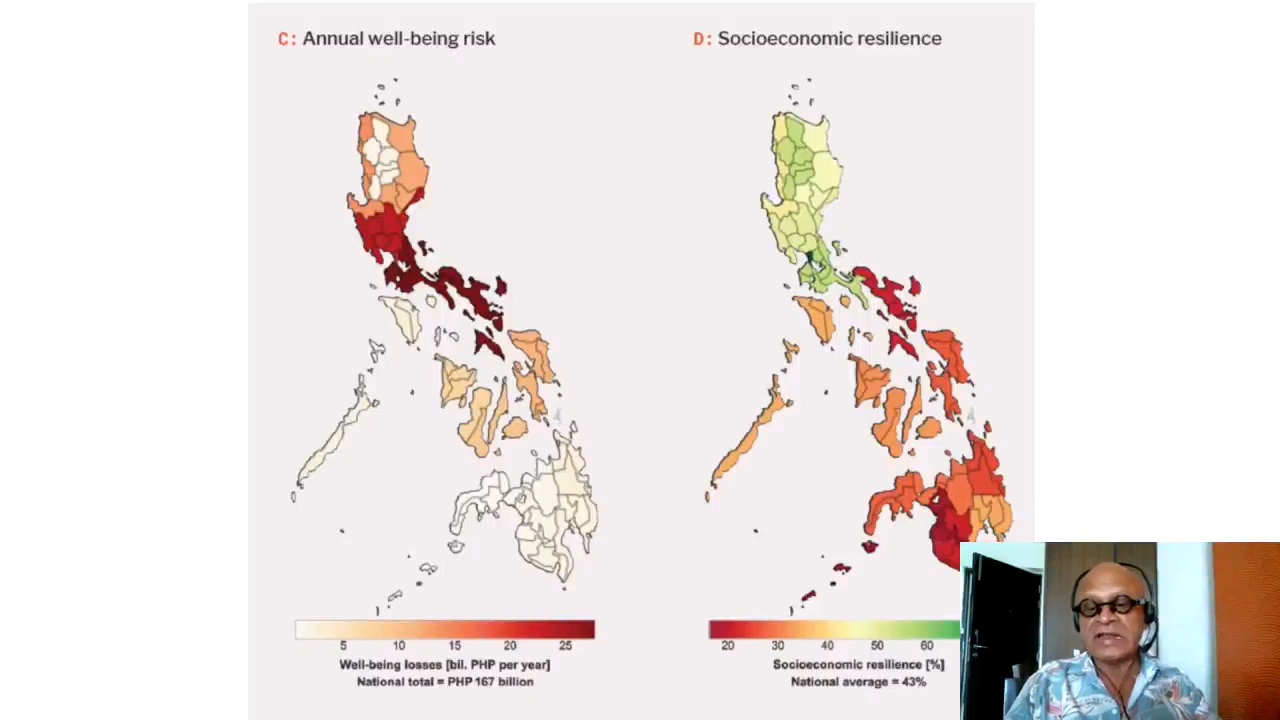 C: Annual well-being risk
D: Socioeconomic resilience
5 10 15 20 25
Well-being losses [bil. PHP per year]
National total = PHP 167 billion
20 30 40 50 60
Socioeconomic resilience [%]
National average = 43%